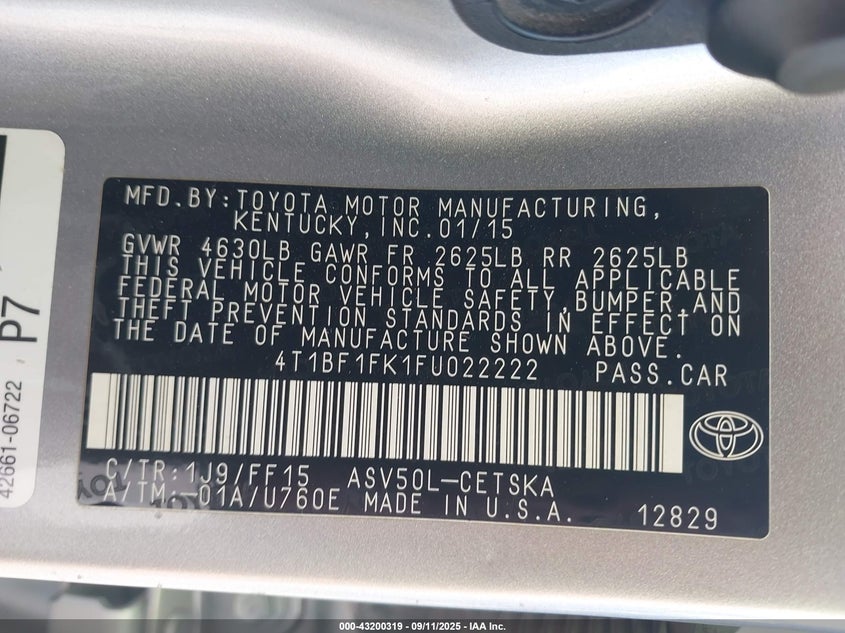 MFD.BY:TOYOTA MOTOR MANUFACTURING,
KENTUCKY,INC.01/15
GVWR 4630LB GAWR FR 2625LB RR 2625LB
THIS VEHICLE CONFORMS TO ALL APPLICABLE
FEDERAL MOTOR VEHICLE SAFETY,BUMPER,AND
THEFT PREVENTION STANDARDS IN EFFECT ON
THE DATE OF MANUFACTURE SHOWN ABOVE.
4T1BF1FK1FU022222 PASS.CAR
C/TR:1J9/FF15 ASV50L-CETSKA
A/TM-01A/U760E MADE IN U.S.A. 12829
42661-06722
P7
000-43200319 - 09/11/2025 - IAA Inc.